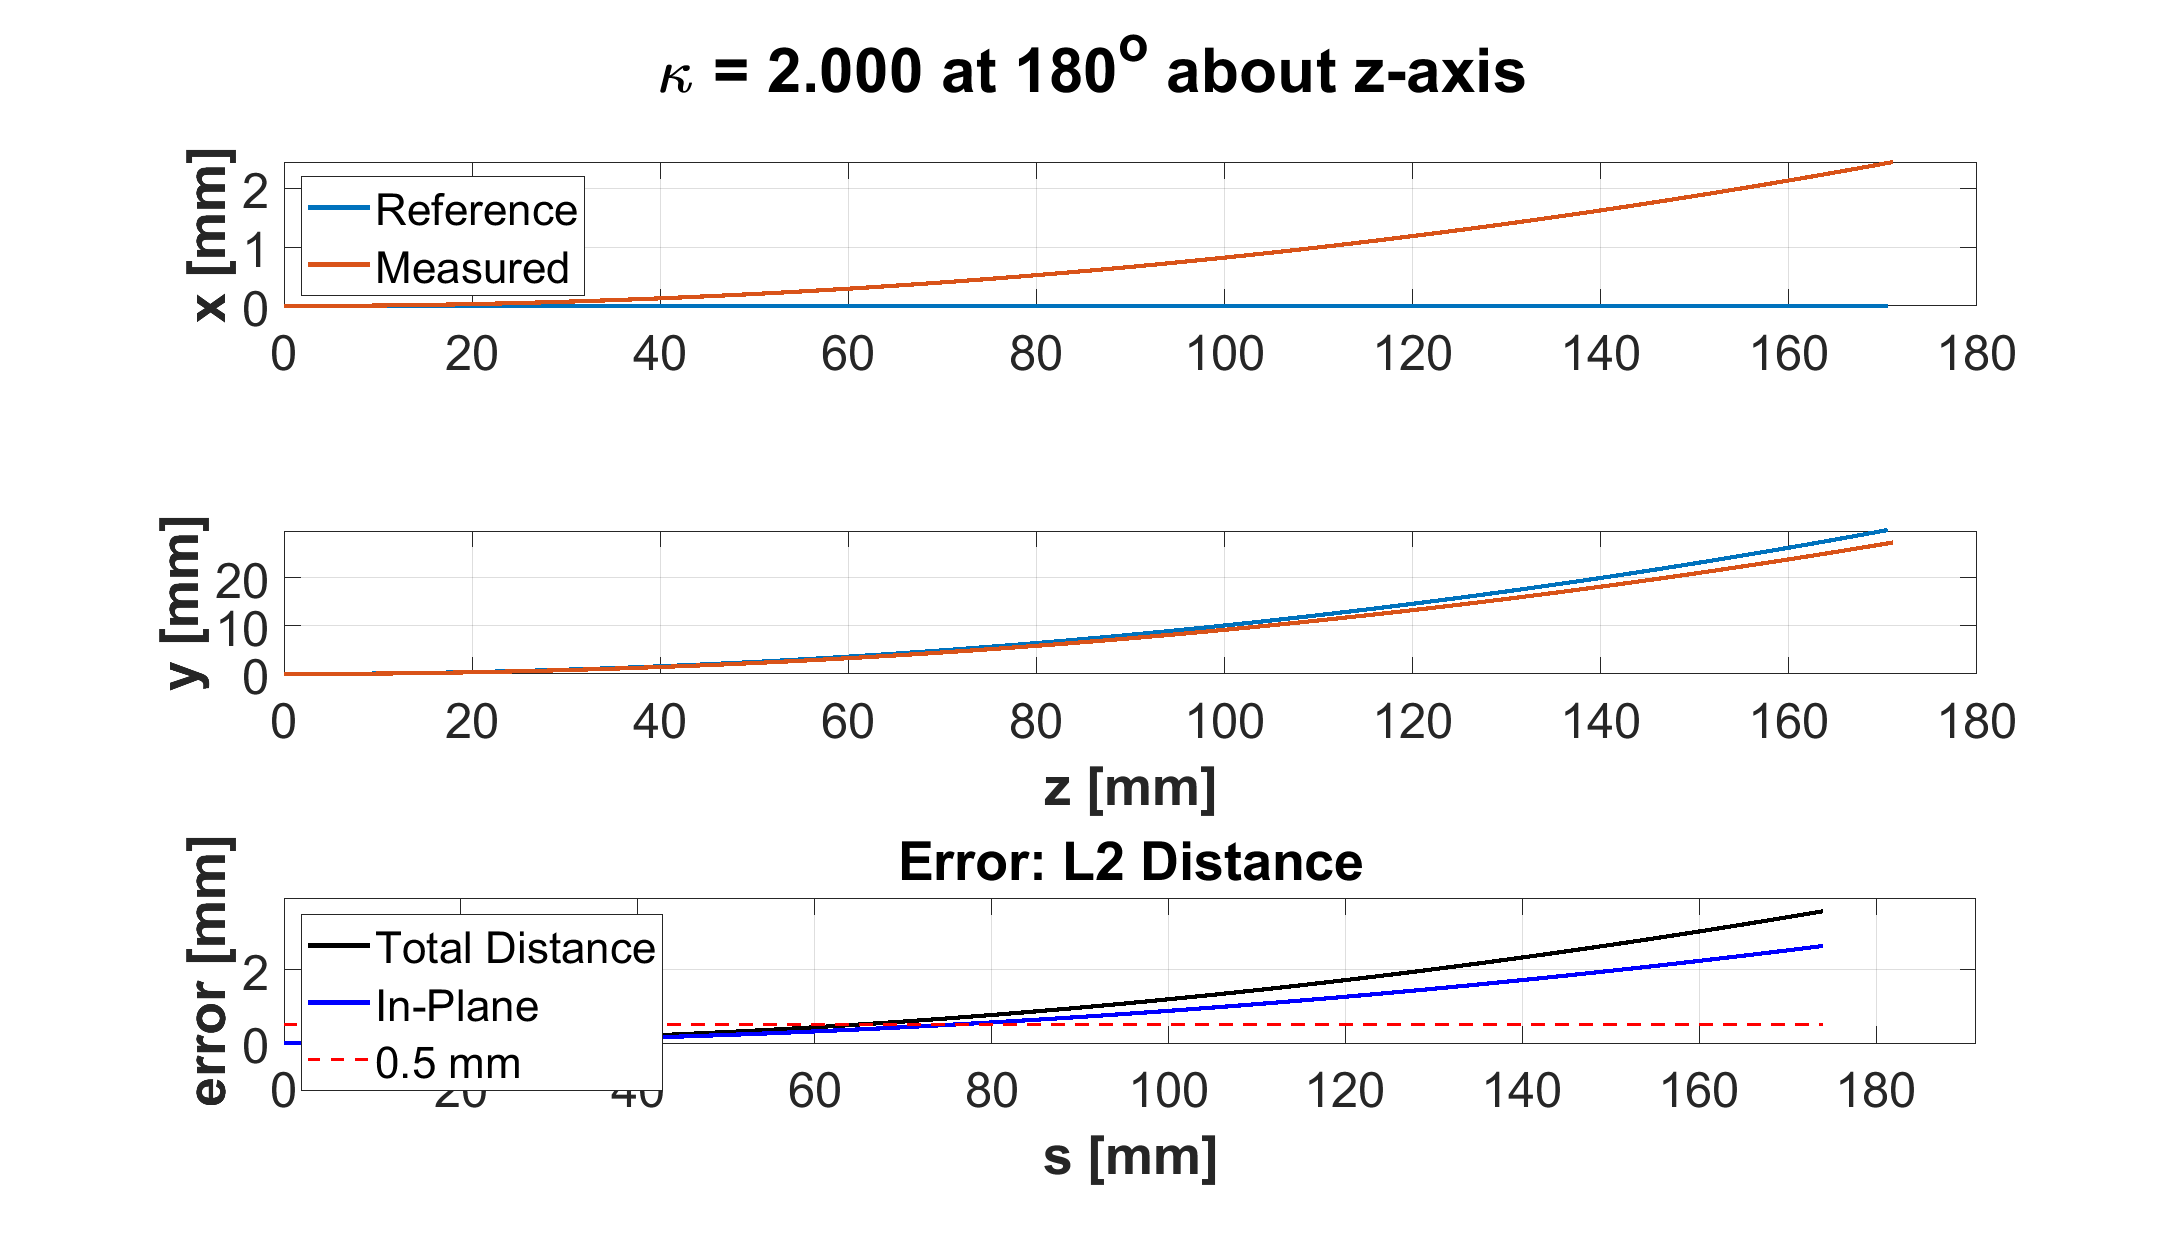 κ = 2.000 at 180° about z-axis
x [mm]
2
1
0
Reference
Measured
0 20 40 60 80 100 120 140 160 180
y [mm]
20
10
0
0 20 40 60 80 100 120 140 160 180
z [mm]
Error: L2 Distance
error [mm]
2
0
Total Distance
In-Plane
0.5 mm
0 20 40 60 80 100 120 140 160 180
s [mm]